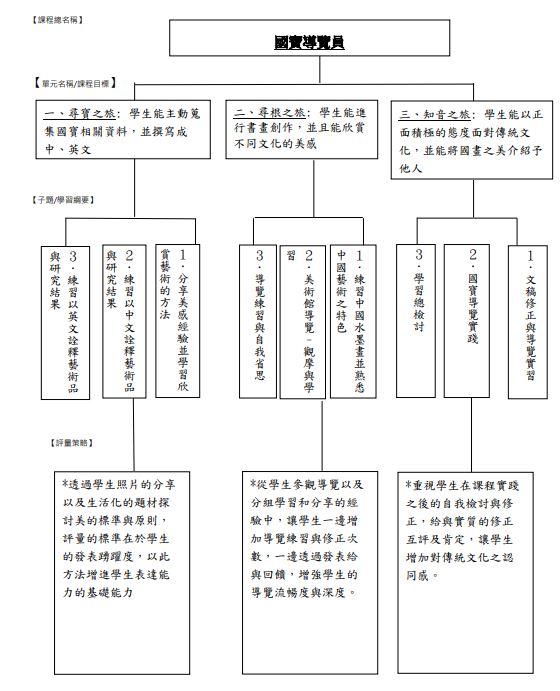 【課程總名稱】
國寶導覽員
【單元名稱/課程目標】
一、尋寶之旅: 學生能主動蒐
集國寶相關資料，並撰寫成
中、英文
二、尋根之旅: 學生能進
行書畫創作，並且能欣賞
不同文化的美感
三、知音之旅: 學生能以正
面積極的態度面對傳統文
化，並能將國畫之美介紹予
他人
【子題/學習綱要】
1．分享美感經驗並學習欣
賞藝術的方法
2．練習以中文詮釋藝術品
與研究結果
3．練習以英文詮釋藝術品
與研究結果
1．練習中國水墨畫並熟悉
中國藝術之特色
2．美術館導覽-觀摩與學
習
3．導覽練習與自我省思
1．文稿修正與導覽實習
2．國寶導覽實踐
3．學習總檢討
【評量策略】
*透過學生照片的分享
以及生活化的題材探
討美的標準與原則，
評量的標準在於學生
的發表踴躍度，以此
方法增進學生表達能
力的基礎能力
*從學生參觀導覽以及
分組學習和分享的經
驗中，讓學生一邊增
加導覽練習與修正次
數，一邊透過發表給
與回饋，增強學生的
導覽流暢度與深度。
*重視學生在課程實踐
之後的自我檢討與修
正，給與實質的修正
互評及肯定，讓學生
增加對傳統文化之認
同感。